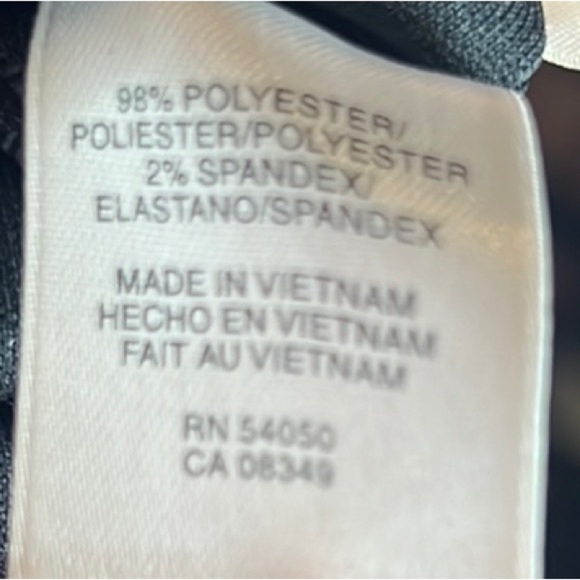 98% POLYESTER/
POLIESTER/POLYESTER
2% SPANDEX/
ELASTANO/SPANDEX
MADE IN VIETNAM
HECHO EN VIETNAM
FAIT AU VIETNAM
RN 54050
CA 08349